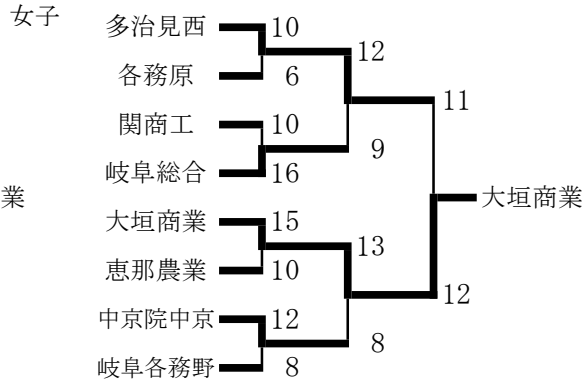 女子
多治見西 10
12
各務原 6
11
関商工 10
9
岐阜総合 16
業
大垣商業
大垣商業 15
13
恵那農業 10
12
中京院中京 12
8
岐阜各務野 8